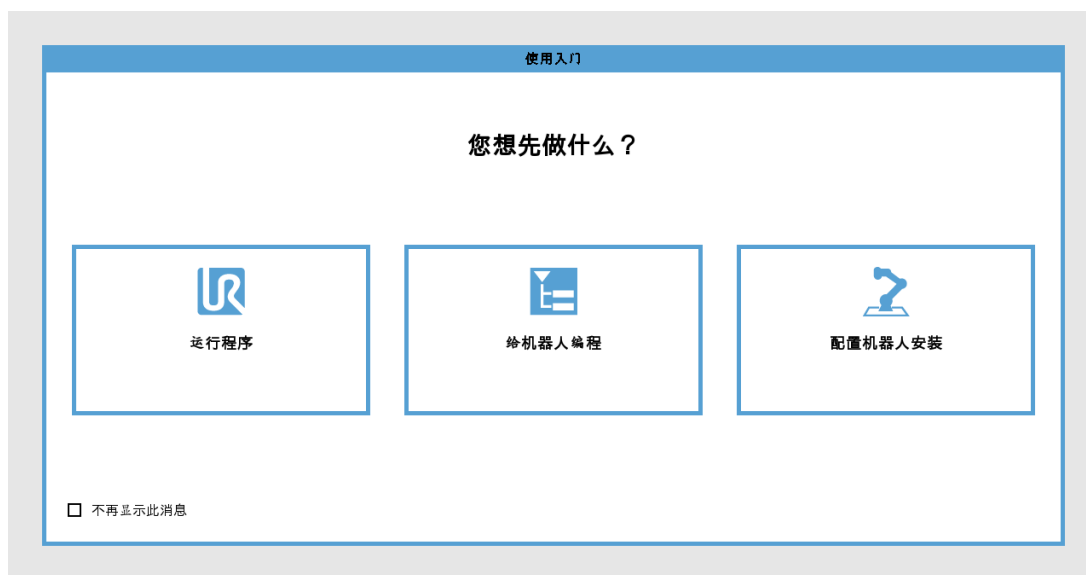 使用入门
您想先做什么？
运行程序
给机器人编程
配置机器人安装
不再显示此消息